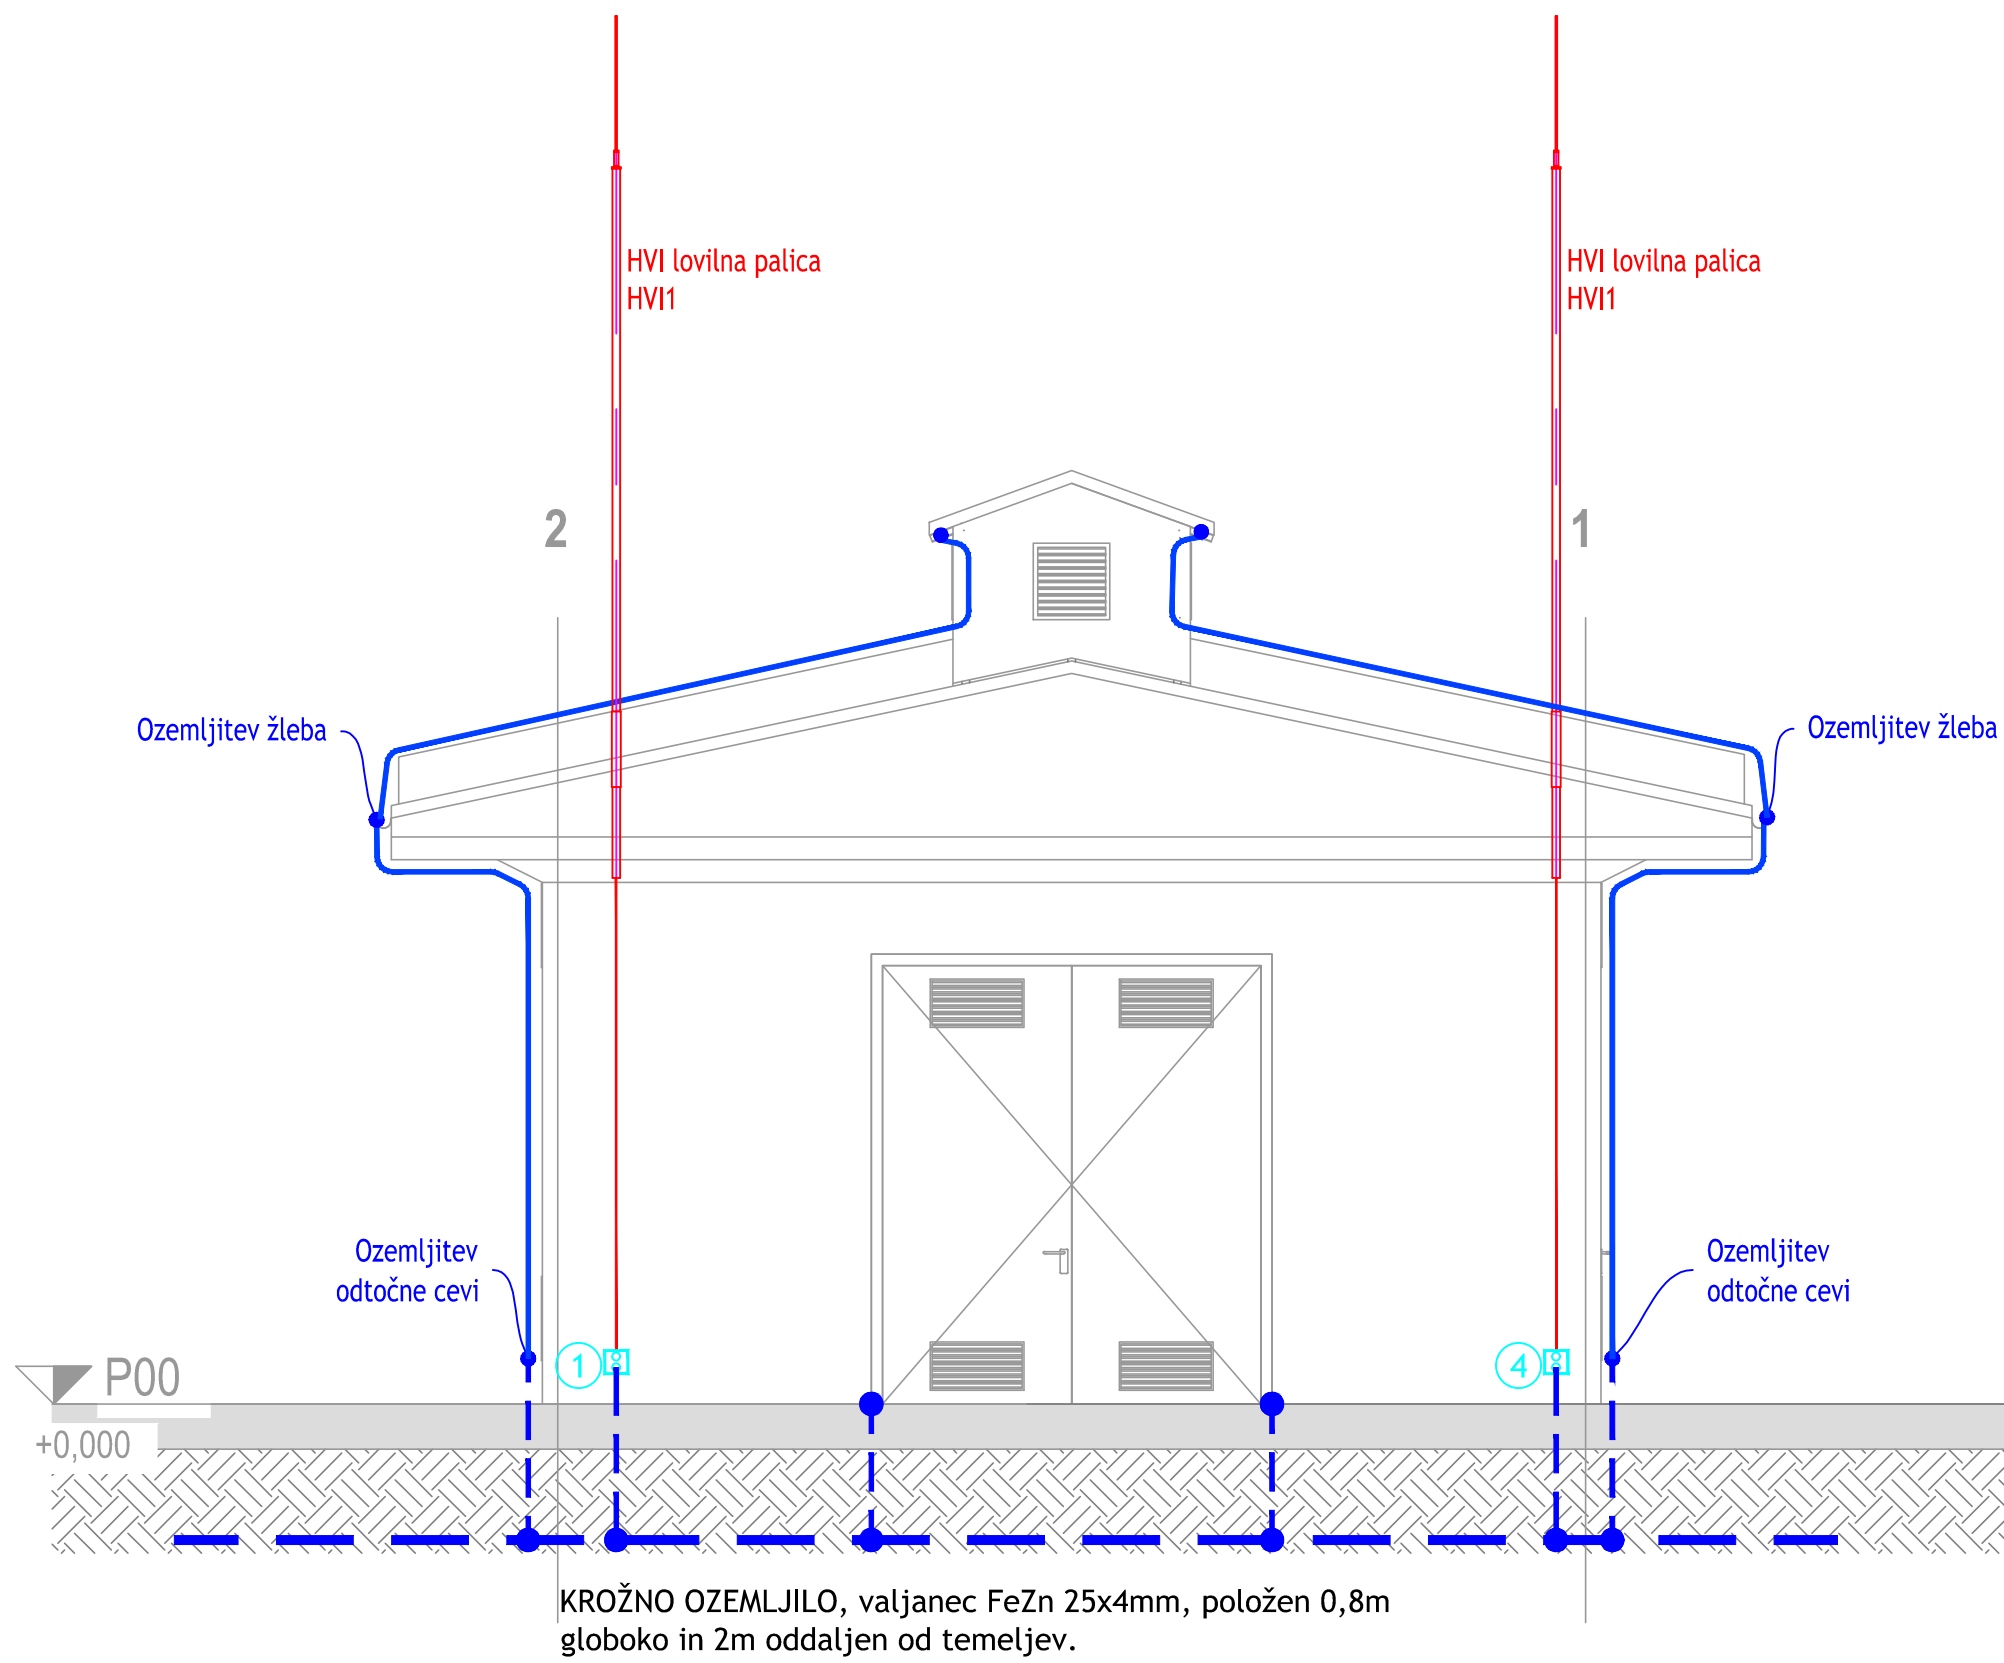 HVI lovilna palica
HVI1
HVI lovilna palica
HVI1
2
1
Ozemljitev žleba
Ozemljitev žleba
Ozemljitev
odtočne cevi
Ozemljitev
odtočne cevi
1
4
P00
+0,000
KROŽNO OZEMLJILO, valjanec FeZn 25x4mm, položen 0,8m
globoko in 2m oddaljen od temeljev.